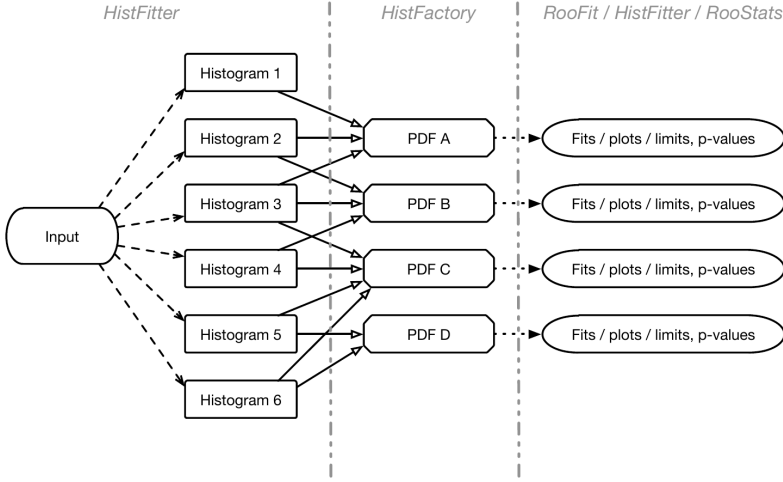 HistFitter
HistFactory
RooFit / HistFitter / RooStats
Histogram 1
Histogram 2
PDF A
Fits / plots / limits, p-values
Histogram 3
PDF B
Fits / plots / limits, p-values
Input
Histogram 4
PDF C
Fits / plots / limits, p-values
Histogram 5
PDF D
Fits / plots / limits, p-values
Histogram 6